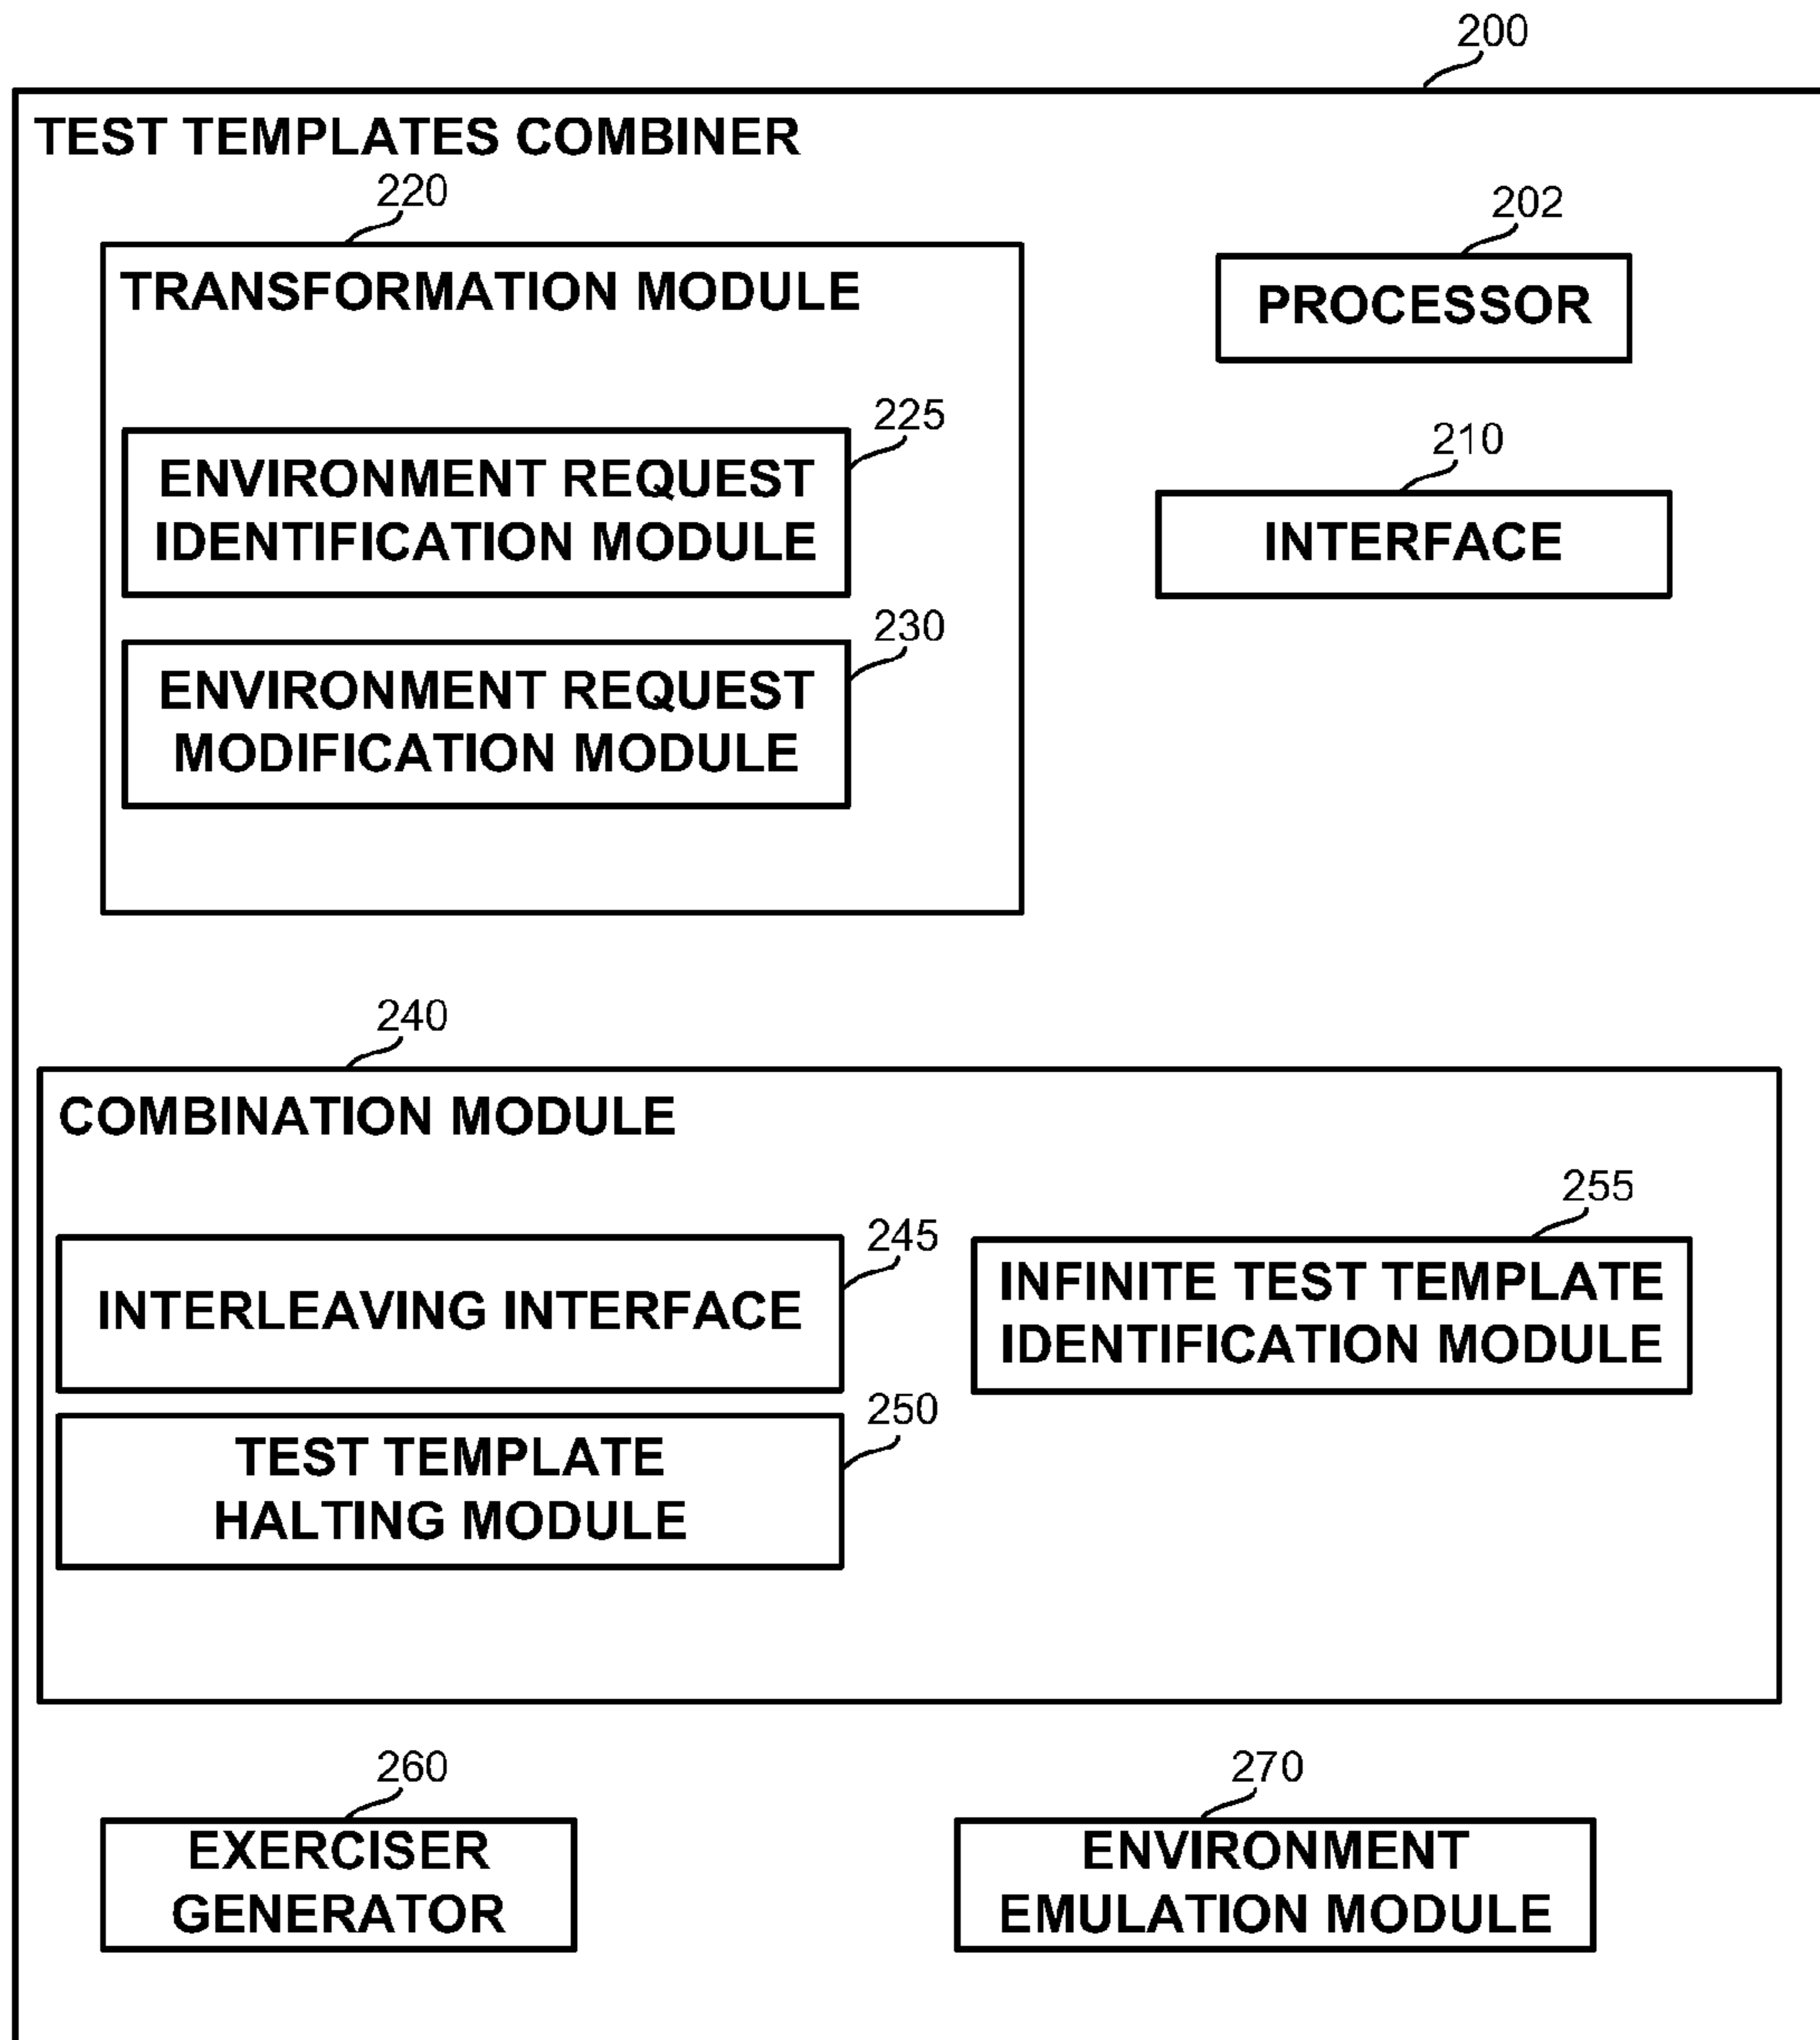 200
TEST TEMPLATES COMBINER
220
202
TRANSFORMATION MODULE
PROCESSOR
225
ENVIRONMENT REQUEST
IDENTIFICATION MODULE
210
INTERFACE
230
ENVIRONMENT REQUEST
MODIFICATION MODULE
240
COMBINATION MODULE
245
INTERLEAVING INTERFACE
255
INFINITE TEST TEMPLATE
IDENTIFICATION MODULE
250
TEST TEMPLATE
HALTING MODULE
260
EXERCISER
GENERATOR
270
ENVIRONMENT
EMULATION MODULE